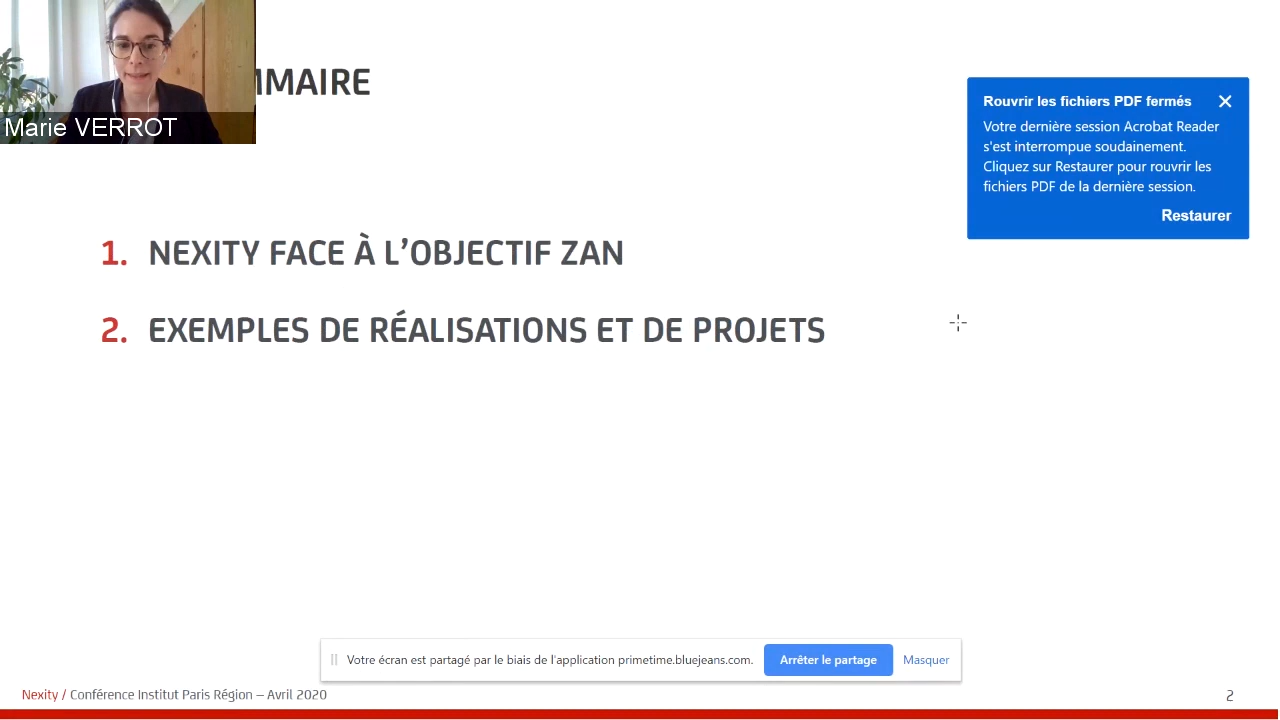 MMAIRE
Marie VERROT
Rouvrir les fichiers PDF fermés
Votre dernière session Acrobat Reader
s'est interrompue soudainement.
Cliquez sur Restaurer pour rouvrir les
fichiers PDF de la dernière session.
Restaurer
1. NEXITY FACE À L’OBJECTIF ZAN
2. EXEMPLES DE RÉALISATIONS ET DE PROJETS
Votre écran est partagé par le biais de l'application primetime.bluejeans.com. Arrêter le partage Masquer
Nexity / Conférence Institut Paris Région – Avril 2020
2